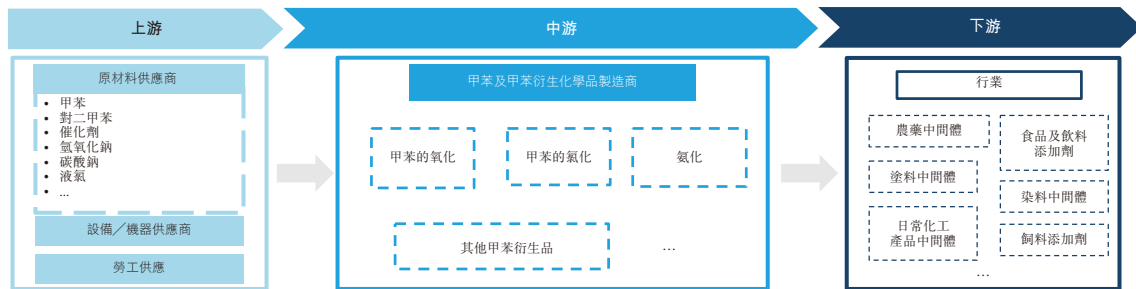 上游
中游
下游
原材料供應商
• 甲苯
• 對二甲苯
• 催化劑
• 氫氧化鈉
• 碳酸鈉
• 液氯
• ...
設備／機器供應商
勞工供應
甲苯及甲苯衍生化學品製造商
甲苯的氧化
甲苯的氯化
氨化
其他甲苯衍生品
...
行業
農藥中間體
食品及飲料
添加劑
塗料中間體
染料中間體
日常化工
產品中間體
飼料添加劑
...